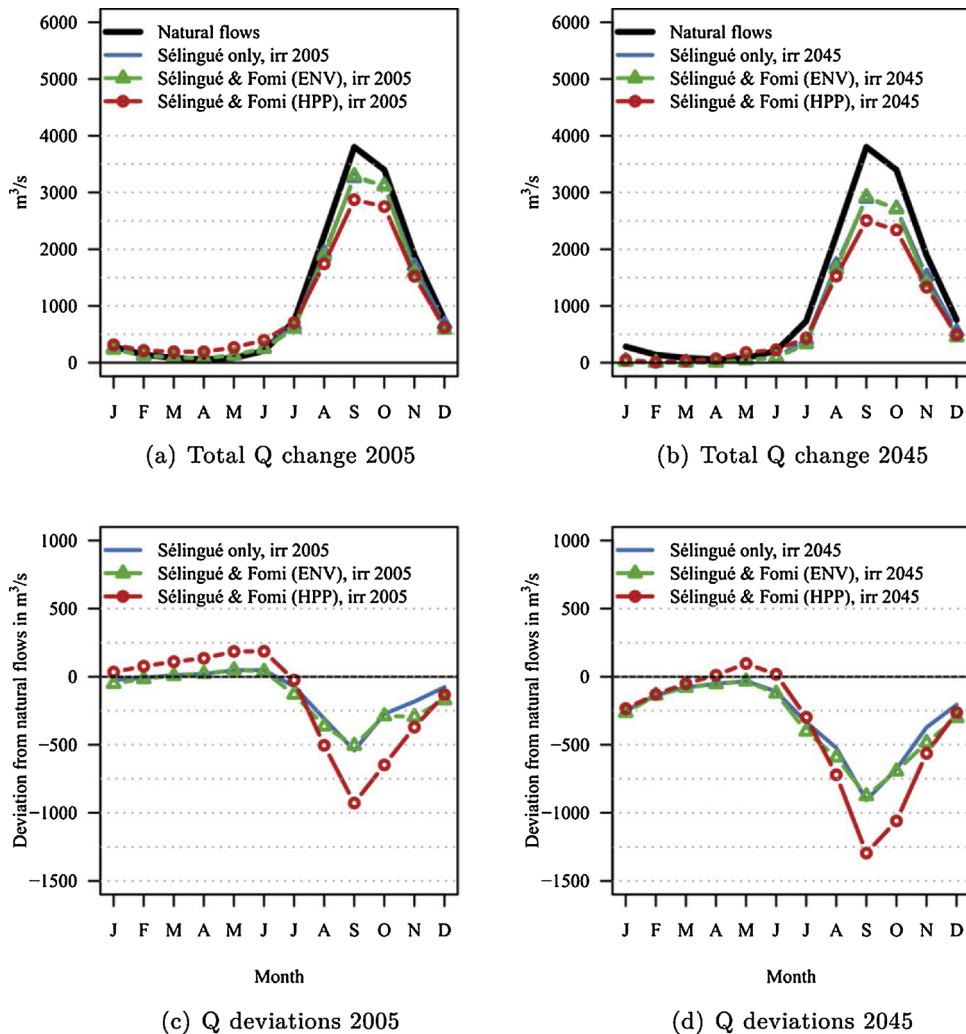 6000
5000
4000
3000
2000
1000
0
m³/s
Natural flows
Sélingué only, irr 2005
Sélingué & Fomi (ENV), irr 2005
Sélingué & Fomi (HPP), irr 2005
J F M A M J J A S O N D
(a) Total Q change 2005
6000
5000
4000
3000
2000
1000
0
m³/s
Natural flows
Sélingué only, irr 2045
Sélingué & Fomi (ENV), irr 2045
Sélingué & Fomi (HPP), irr 2045
J F M A M J J A S O N D
(b) Total Q change 2045
1000
500
0
−500
−1000
−1500
Deviation from natural flows in m³/s
Sélingué only, irr 2005
Sélingué & Fomi (ENV), irr 2005
Sélingué & Fomi (HPP), irr 2005
J F M A M J J A S O N D
Month
(c) Q deviations 2005
1000
500
0
−500
−1000
−1500
Deviation from natural flows in m³/s
Sélingué only, irr 2045
Sélingué & Fomi (ENV), irr 2045
Sélingué & Fomi (HPP), irr 2045
J F M A M J J A S O N D
Month
(d) Q deviations 2045